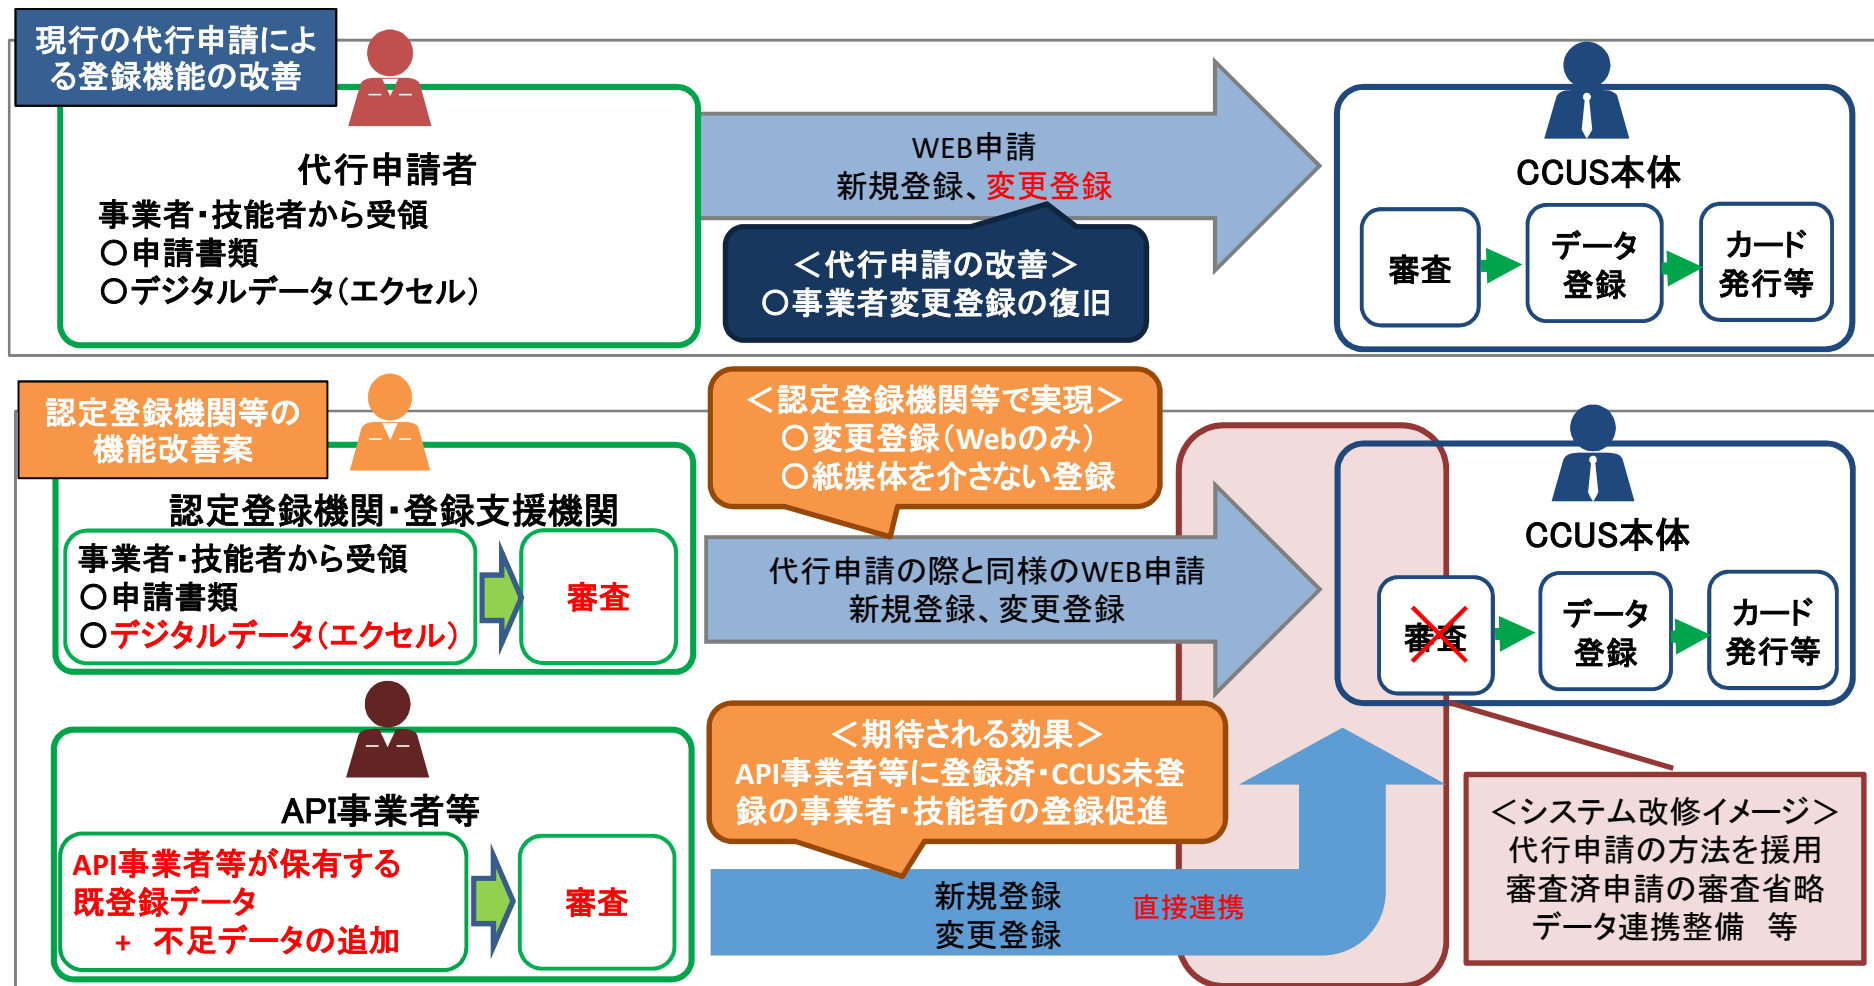 現行の代行申請によ
る登録機能の改善
代行申請者
事業者・技能者から受領
○申請書類
○デジタルデータ(エクセル)
WEB申請
新規登録、変更登録
＜代行申請の改善＞
○事業者変更登録の復旧
CCUS本体
審査
データ
登録
カード
発行等
認定登録機関等の
機能改善案
認定登録機関・登録支援機関
事業者・技能者から受領
○申請書類
○デジタルデータ(エクセル)
審査
＜認定登録機関等で実現＞
○変更登録(Webのみ)
○紙媒体を介さない登録
代行申請の際と同様のWEB申請
新規登録、変更登録
CCUS本体
審査
データ
登録
カード
発行等
API事業者等
API事業者等が保有する
既登録データ
+ 不足データの追加
審査
＜期待される効果＞
API事業者等に登録済・CCUS未登
録の事業者・技能者の登録促進
新規登録
変更登録
直接連携
＜システム改修イメージ＞
代行申請の方法を援用
審査済申請の審査省略
データ連携整備 等